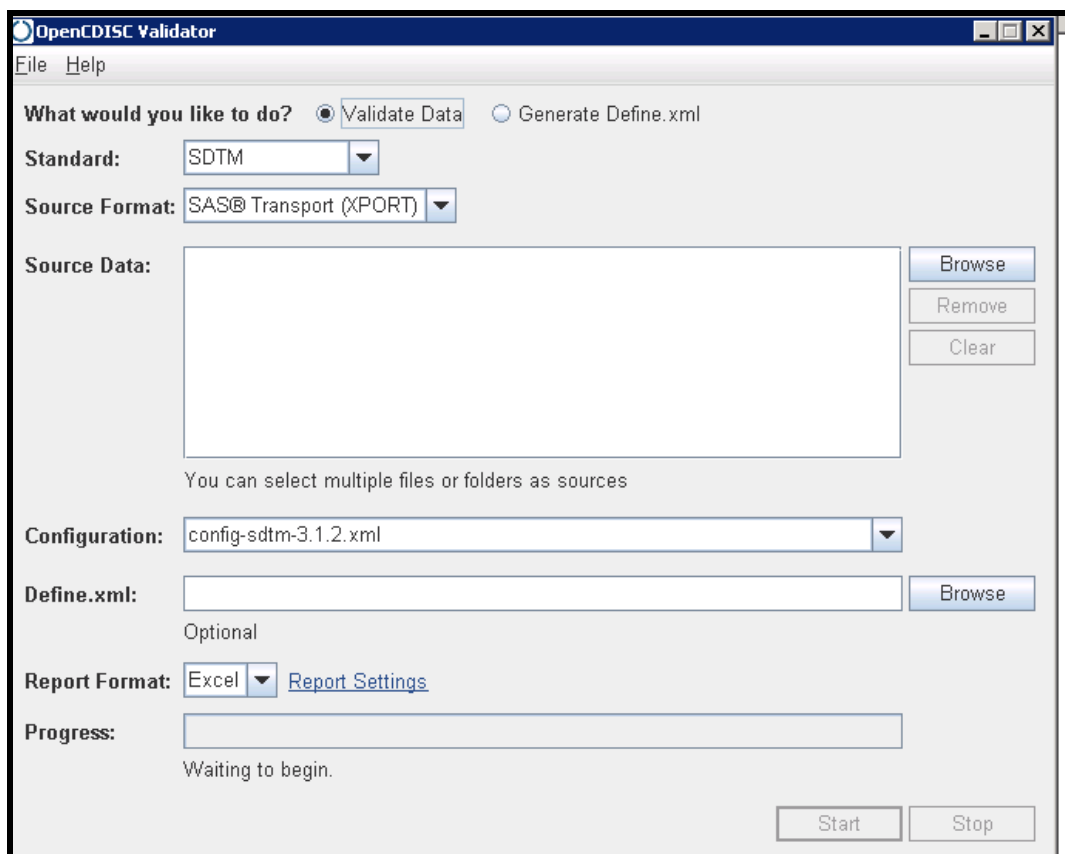 OpenCDISC Validator
File Help
What would you like to do? Validate Data Generate Define.xml
Standard: SDTM
Source Format: SAS® Transport (XPORT)
Source Data: Browse
Remove
Clear
You can select multiple files or folders as sources
Configuration: config-sdtm-3.1.2.xml
Define.xml: Browse
Optional
Report Format: Excel Report Settings
Progress:
Waiting to begin.
Start Stop